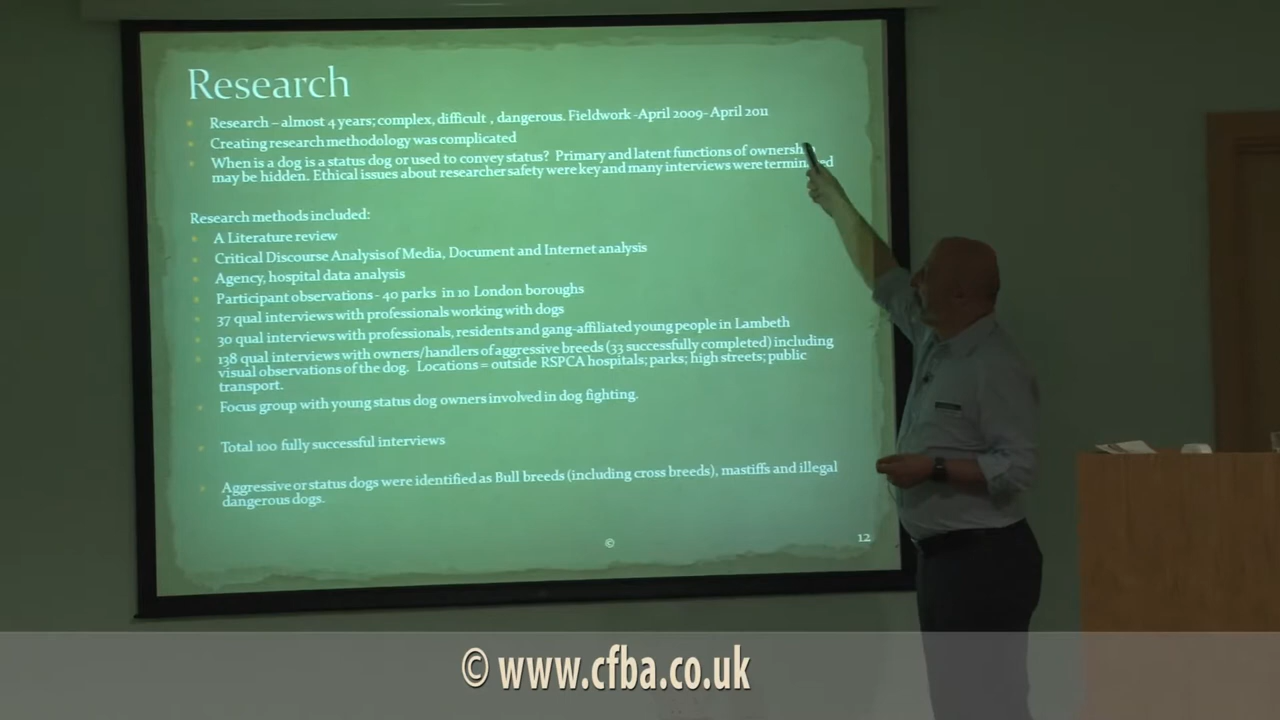 Research
Research – almost 4 years; complex, difficult , dangerous. Fieldwork -April 2009- April 2011
Creating research methodology was complicated
When is a dog is a status dog or used to convey status? Primary and latent functions of
may be hidden. Ethical issues about researcher safety were key and many interviews were
Research methods included:
A Literature review
Critical Discourse Analysis of Media, Document and Internet analysis
Agency, hospital data analysis
Participant observations - 40 parks in 10 London boroughs
37 qual interviews with professionals working with dogs
30 qual interviews with professionals, residents and gang-affiliated young people in Lambeth
138 qual interviews with owners/handlers of aggressive breeds (33 successfully completed) including
visual observations of the dog. Locations = outside RSPCA hospitals; parks; high streets; public
transport.
Focus group with young status dog owners involved in dog fighting.
Total 100 fully successful interviews
Aggressive or status dogs were identified as Bull breeds (including cross breeds), mastiffs and illegal
dangerous dogs.
©
12
© www.cfba.co.uk